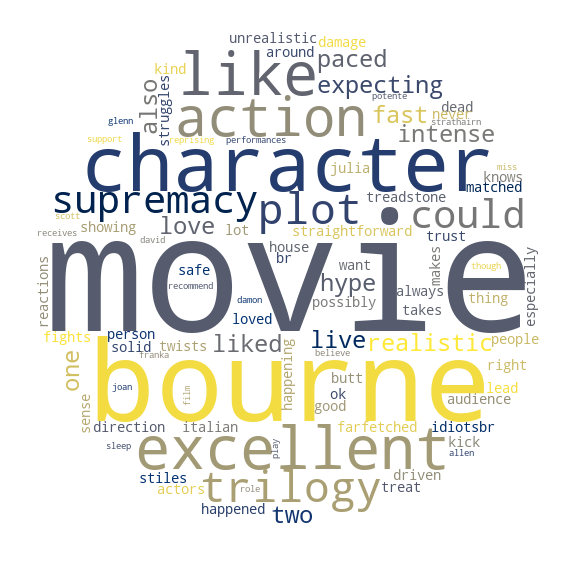 unrealistic damage
around
like paced
kind expecting
also struggles potente
action fast never dead
glenn strathairn
support reprising performances intense
character miss
julia knows matched
supremacy plot treadstone could
scott receives showing love lot straightforward
david house br trust
movie
reactions safe want makes especially
recommend hype always takes thing
damon possibly
fights person loved live realistic people
solid twists liked believe
one franka happening ok butt right
bourne
joan film good lead audience
sense direction italian farfetched idiotsbr
excellent kick
sleep play allen
stiles trilogy driven
actors role treat
happened two
though